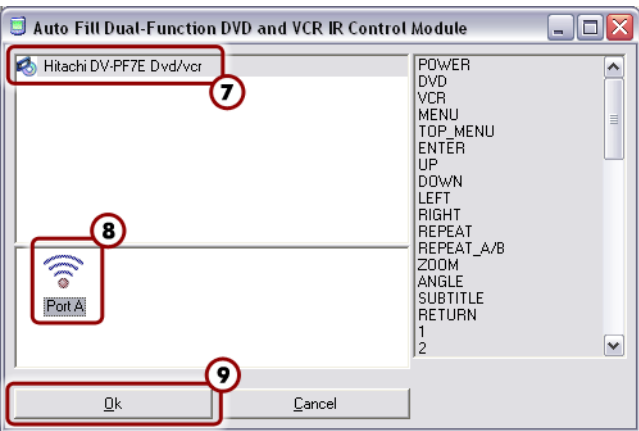 Auto Fill Dual-Function DVD and VCR IR Control Module
Hitachi DV-PF7E Dvd/vcr
7
8
Port A
9
Ok
Cancel
POWER
DVD
VCR
MENU
TOP_MENU
ENTER
UP
DOWN
LEFT
RIGHT
REPEAT
REPEAT_A/B
ZOOM
ANGLE
SUBTITLE
RETURN
1
2